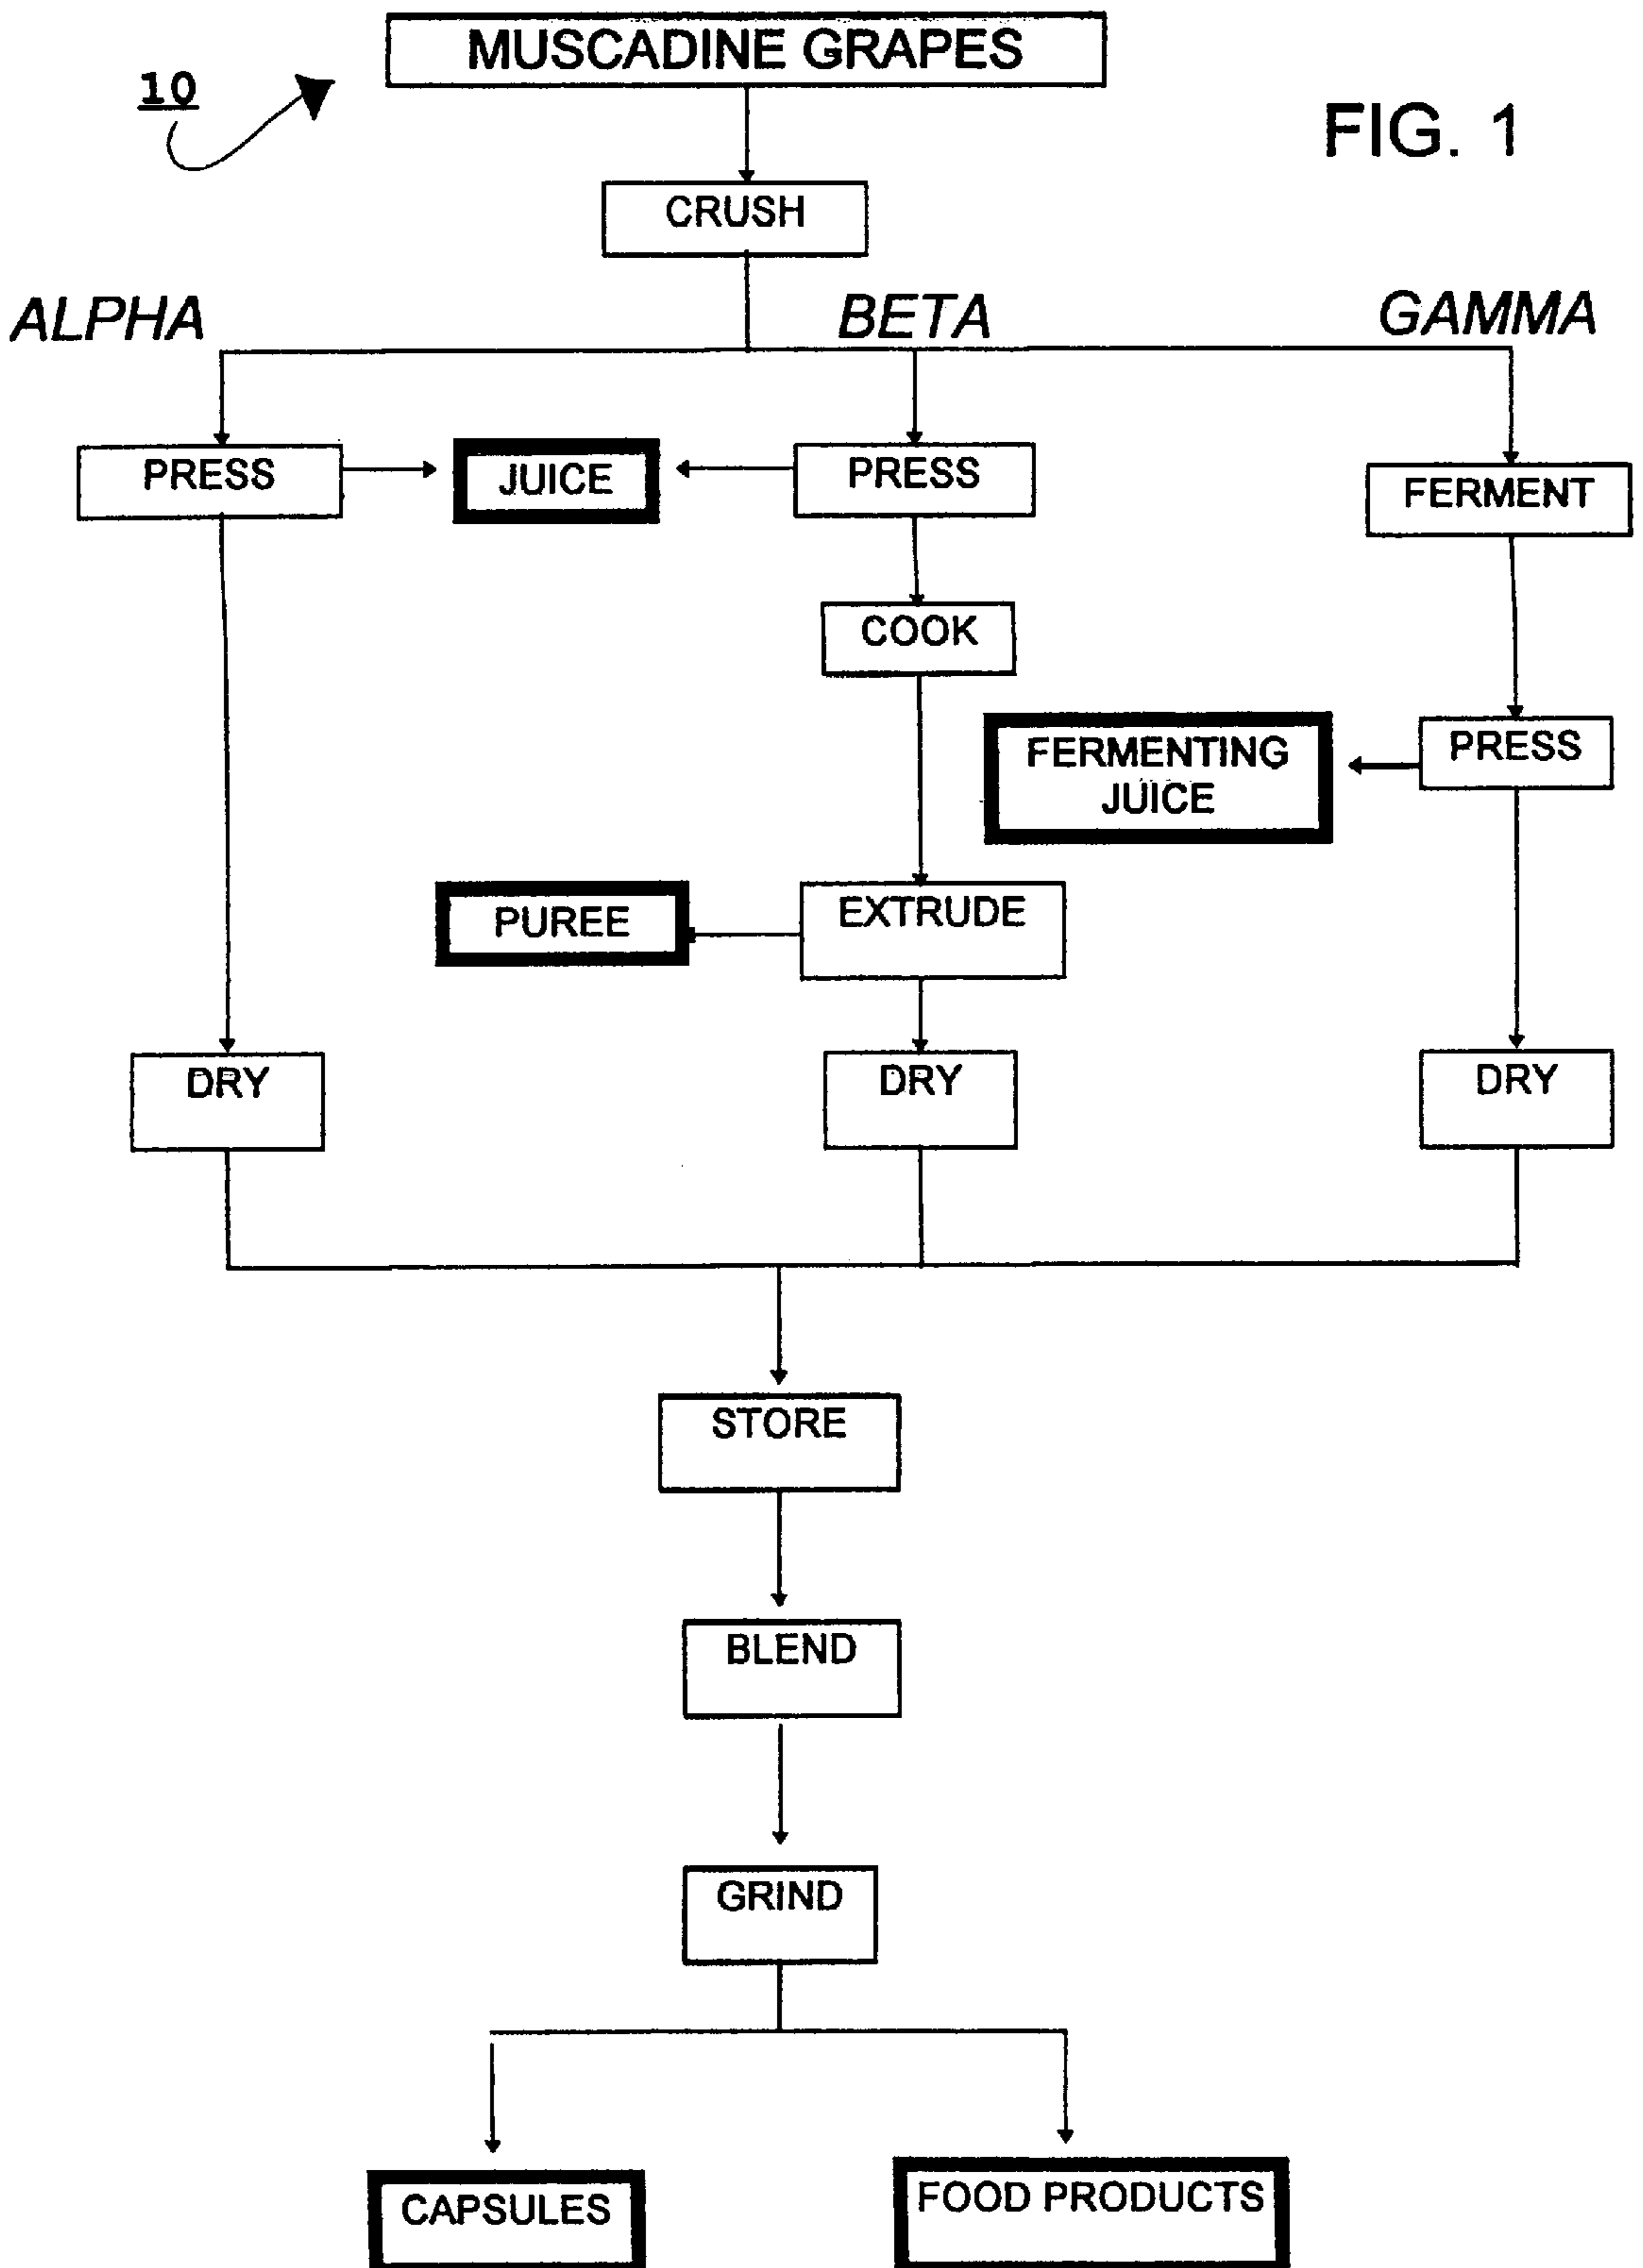 MUSCADINE GRAPES
10
FIG. 1
CRUSH
ALPHA
BETA
GAMMA
PRESS
JUICE
PRESS
FERMENT
COOK
FERMENTING
JUICE
PRESS
PUREE
EXTRUDE
DRY
DRY
DRY
STORE
BLEND
GRIND
CAPSULES
FOOD PRODUCTS